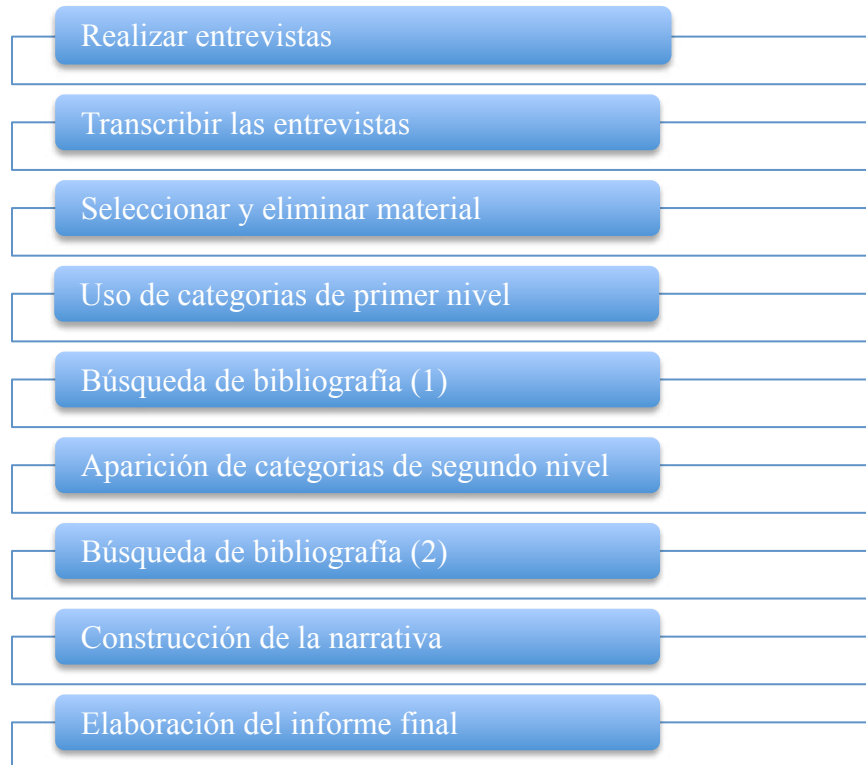 Realizar entrevistas
Transcribir las entrevistas
Seleccionar y eliminar material
Uso de categorias de primer nivel
Búsqueda de bibliografía (1)
Aparición de categorias de segundo nivel
Búsqueda de bibliografía (2)
Construcción de la narrativa
Elaboración del informe final